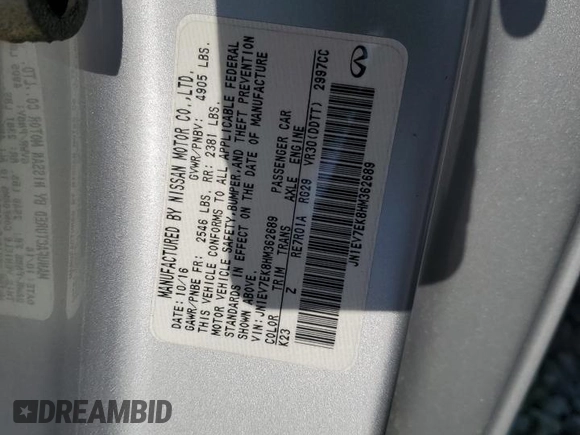 MANUFACTURED BY NISSAN MOTOR CO.,LTD.
DATE:10/16 GVWR/PNBV: 4905 LBS.
GAWR/PNBE FR: 2546 LBS. RR: 2381 LBS.
THIS VEHICLE CONFORMS TO ALL APPLICABLE FEDERAL
MOTOR VEHICLE SAFETY,BUMPER,AND THEFT PREVENTION
STANDARDS IN EFFECT ON THE DATE OF MANUFACTURE
SHOWN ABOVE.
VIN:JN1EV7EK8HM362689 PASSENGER CAR
COLOR TRIM TRANS AXLE ENGINE
K23 Z RE7R01A RG29 VR30(DDTT) 2997CC
JN1EV7EK8HM362689
DREAMBID